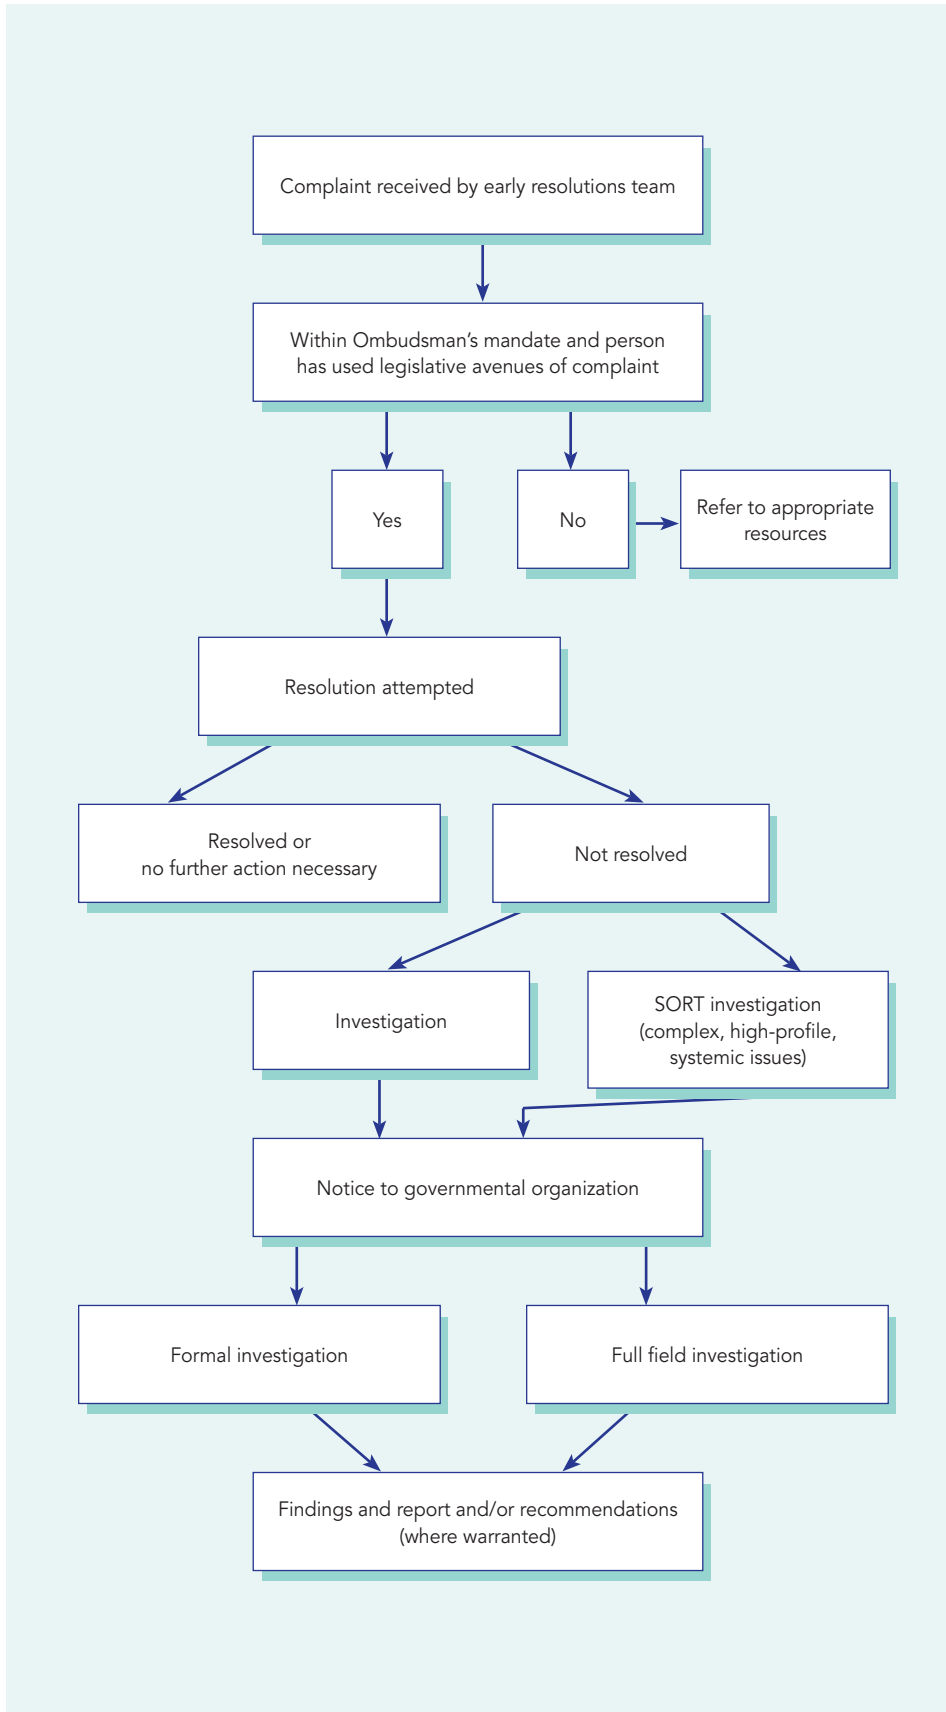 Complaint received by early resolutions team
Within Ombudsman’s mandate and person
has used legislative avenues of complaint
Yes
No
Refer to appropriate
resources
Resolution attempted
Resolved or
no further action necessary
Not resolved
Investigation
SORT investigation
(complex, high-profile,
systemic issues)
Notice to governmental organization
Formal investigation
Full field investigation
Findings and report and/or recommendations
(where warranted)